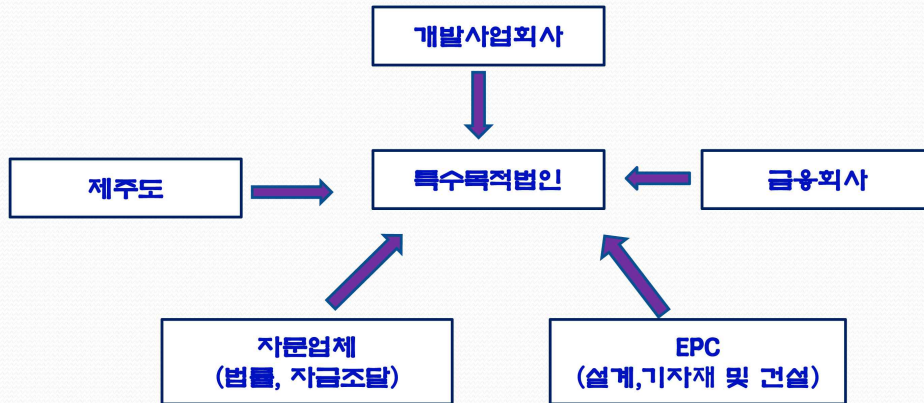 개발사업회사
제주도
특수목적법인
금융회사
자문업체
(법률, 자금조달)
EPC
(설계,기자재 및 건설)